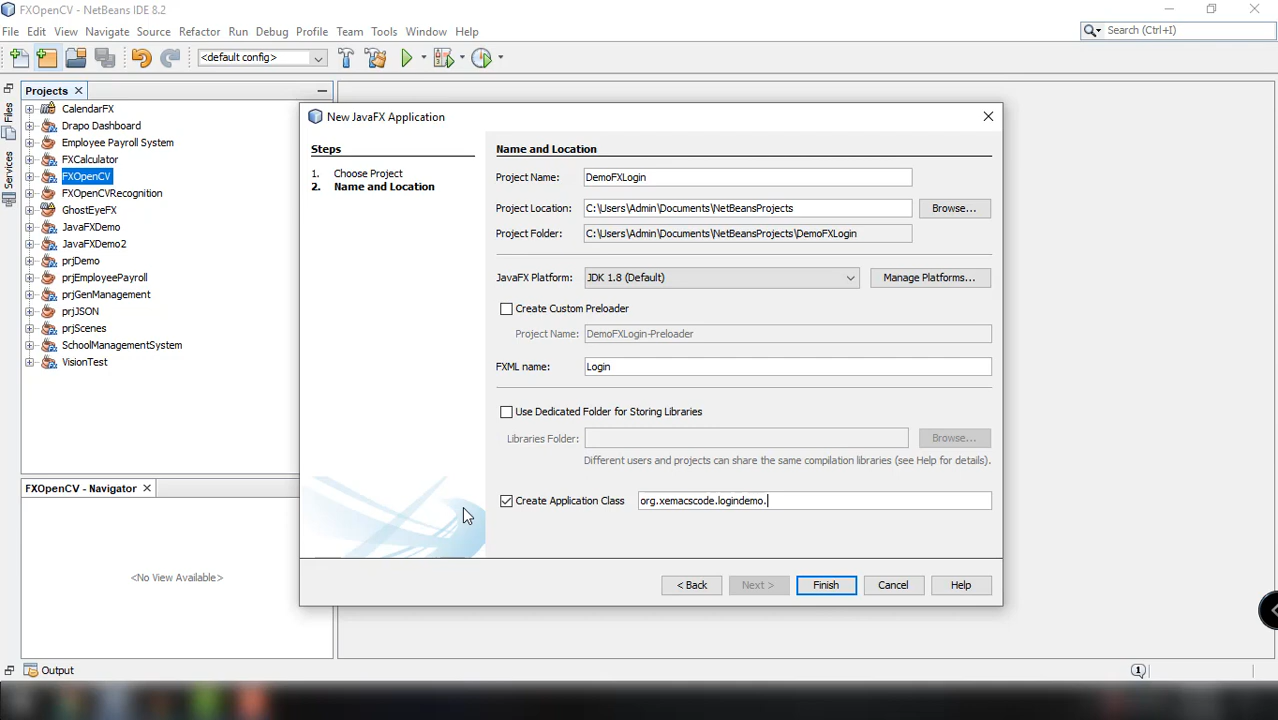 FXOpenCV - NetBeans IDE 8.2
File Edit View Navigate Source Refactor Run Debug Profile Team Tools Window Help
Search (Ctrl+I)
<default config>
Projects
Files
Services
CalendarFX
Drapo Dashboard
Employee Payroll System
FXCalculator
FXOpenCV
FXOpenCVRecognition
GhostEyeFX
JavaFXDemo
JavaFXDemo2
prjDemo
prjEmployeePayroll
prjGenManagement
prjJSON
prjScenes
SchoolManagementSystem
VisionTest
FXOpenCV - Navigator
<No View Available>
Output
1
New JavaFX Application
Steps
1. Choose Project
2. Name and Location
Name and Location
Project Name: DemoFXLogin
Project Location: C:\Users\Admin\Documents\NetBeansProjects Browse...
Project Folder: C:\Users\Admin\Documents\NetBeansProjects\DemoFXLogin
JavaFX Platform: JDK 1.8 (Default) Manage Platforms...
Create Custom Preloader
Project Name: DemoFXLogin-Preloader
FXML name: Login
Use Dedicated Folder for Storing Libraries
Libraries Folder: Browse...
Different users and projects can share the same compilation libraries (see Help for details).
Create Application Class org.xemacscode.logindemo.
< Back Next > Finish Cancel Help